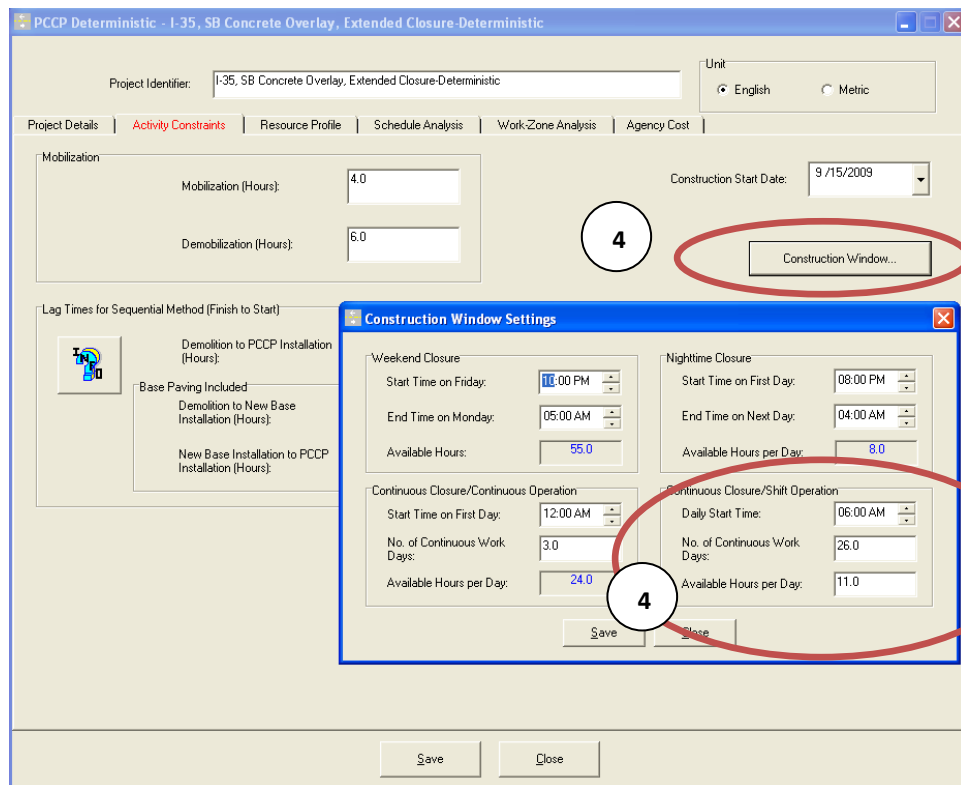 PCCP Deterministic - I-35, SB Concrete Overlay, Extended Closure-Deterministic
Project Identifier: I-35, SB Concrete Overlay, Extended Closure-Deterministic
Unit
English Metric
Project Details | Activity Constraints | Resource Profile | Schedule Analysis | Work-Zone Analysis | Agency Cost |
Mobilization
Mobilization (Hours): 4.0
Construction Start Date: 9 /15/2009
Demobilization (Hours): 6.0
4
Construction Window...
Lag Times for Sequential Method (Finish to Start)
INFO
Demolition to PCCP Installation
(Hours):
Base Paving Included
Demolition to New Base
Installation (Hours):
New Base Installation to PCCP
Installation (Hours):
Construction Window Settings
Weekend Closure
Start Time on Friday: 10:00 PM
End Time on Monday: 05:00 AM
Available Hours: 55.0
Nighttime Closure
Start Time on First Day: 08:00 PM
End Time on Next Day: 04:00 AM
Available Hours per Day: 8.0
Continuous Closure/Continuous Operation
Start Time on First Day: 12:00 AM
No. of Continuous Work
Days: 3.0
Available Hours per Day: 24.0
Continuous Closure/Shift Operation
Daily Start Time: 06:00 AM
No. of Continuous Work
Days: 26.0
Available Hours per Day: 11.0
4
Save Close
Save Close